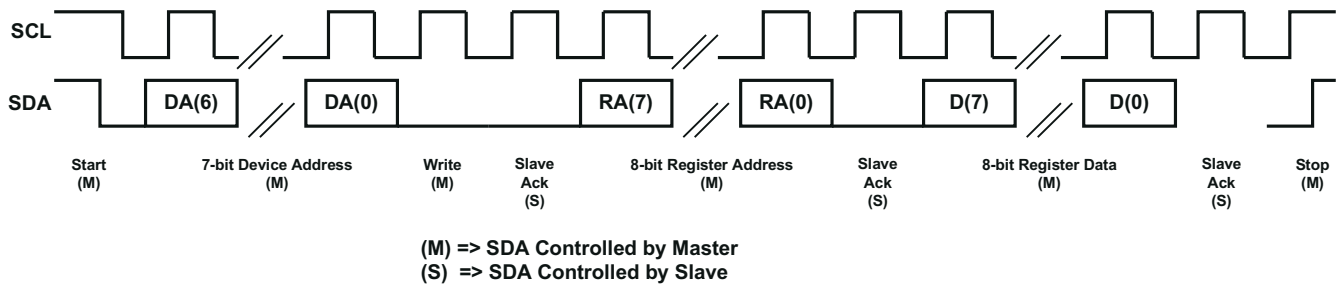 SCL
SDA
DA(6)
DA(0)
RA(7)
RA(0)
D(7)
D(0)
Start
(M)
7-bit Device Address
(M)
Write
(M)
Slave
Ack
(S)
8-bit Register Address
(M)
Slave
Ack
(S)
8-bit Register Data
(M)
Slave
Ack
(S)
Stop
(M)
(M) => SDA Controlled by Master
(S) => SDA Controlled by Slave